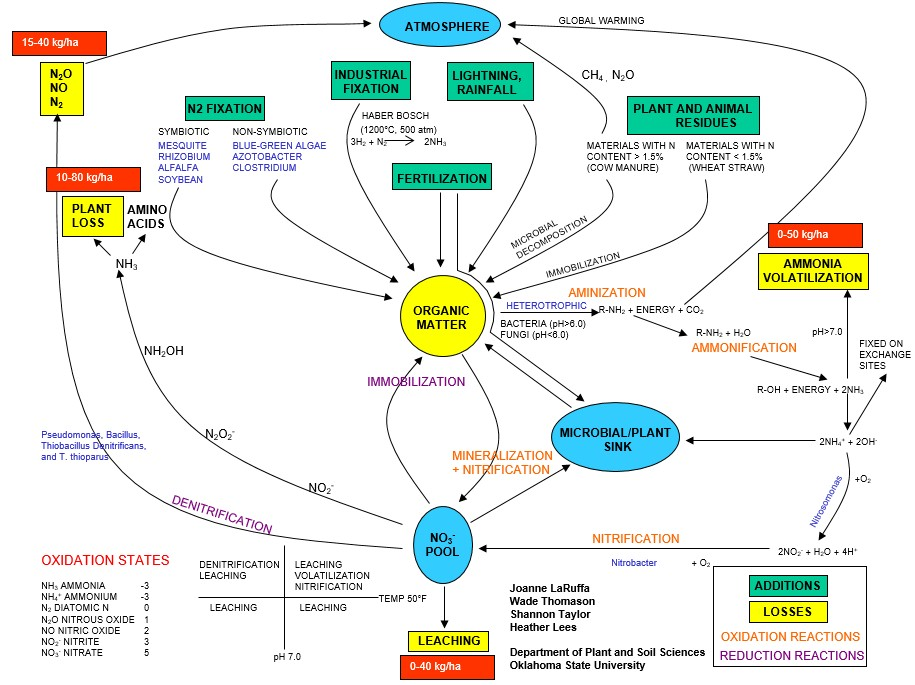 ATMOSPHERE
GLOBAL WARMING
15-40 kg/ha
N₂O
NO
N₂
INDUSTRIAL
FIXATION
LIGHTNING,
RAINFALL
CH₄ , N₂O
N2 FIXATION
PLANT AND ANIMAL
RESIDUES
HABER BOSCH
(1200°C, 500 atm)
3H₂ + N₂ 2NH₃
SYMBIOTIC
MESQUITE
RHIZOBIUM
ALFALFA
SOYBEAN
NON-SYMBIOTIC
BLUE-GREEN ALGAE
AZOTOBACTER
CLOSTRIDIUM
MATERIALS WITH N
CONTENT > 1.5%
(COW MANURE)
MATERIALS WITH N
CONTENT < 1.5%
(WHEAT STRAW)
FERTILIZATION
10-80 kg/ha
PLANT
LOSS
AMINO
ACIDS
NH₃
MICROBIAL
DECOMPOSITION
IMMOBILIZATION
0-50 kg/ha
AMMONIA
VOLATILIZATION
ORGANIC
MATTER
AMINIZATION
HETEROTROPHIC
R-NH₂ + ENERGY + CO₂
BACTERIA (pH>6.0)
FUNGI (pH<6.0)
R-NH₂ + H₂O
AMMONIFICATION
pH>7.0
FIXED ON
EXCHANGE
SITES
R-OH + ENERGY + 2NH₃
NH₂OH
IMMOBILIZATION
MICROBIAL/PLANT
SINK
2NH₄⁺ + 2OH⁻
Pseudomonas, Bacillus,
Thiobacillus Denitrificans,
and T. thioparus
N₂O₂⁻
MINERALIZATION
+ NITRIFICATION
+O₂
Nitrosomonas
NO₂⁻
DENITRIFICATION
NO₃⁻
POOL
NITRIFICATION
2NO₂⁻ + H₂O + 4H⁺
Nitrobacter
+ O₂
OXIDATION STATES
NH₃ AMMONIA -3
NH₄⁺ AMMONIUM -3
N₂ DIATOMIC N 0
N₂O NITROUS OXIDE 1
NO NITRIC OXIDE 2
NO₂⁻ NITRITE 3
NO₃⁻ NITRATE 5
DENITRIFICATION
LEACHING
LEACHING
VOLATILIZATION
NITRIFICATION
LEACHING
LEACHING
TEMP 50°F
pH 7.0
LEACHING
0-40 kg/ha
Joanne LaRuffa
Wade Thomason
Shannon Taylor
Heather Lees
Department of Plant and Soil Sciences
Oklahoma State University
ADDITIONS
LOSSES
OXIDATION REACTIONS
REDUCTION REACTIONS